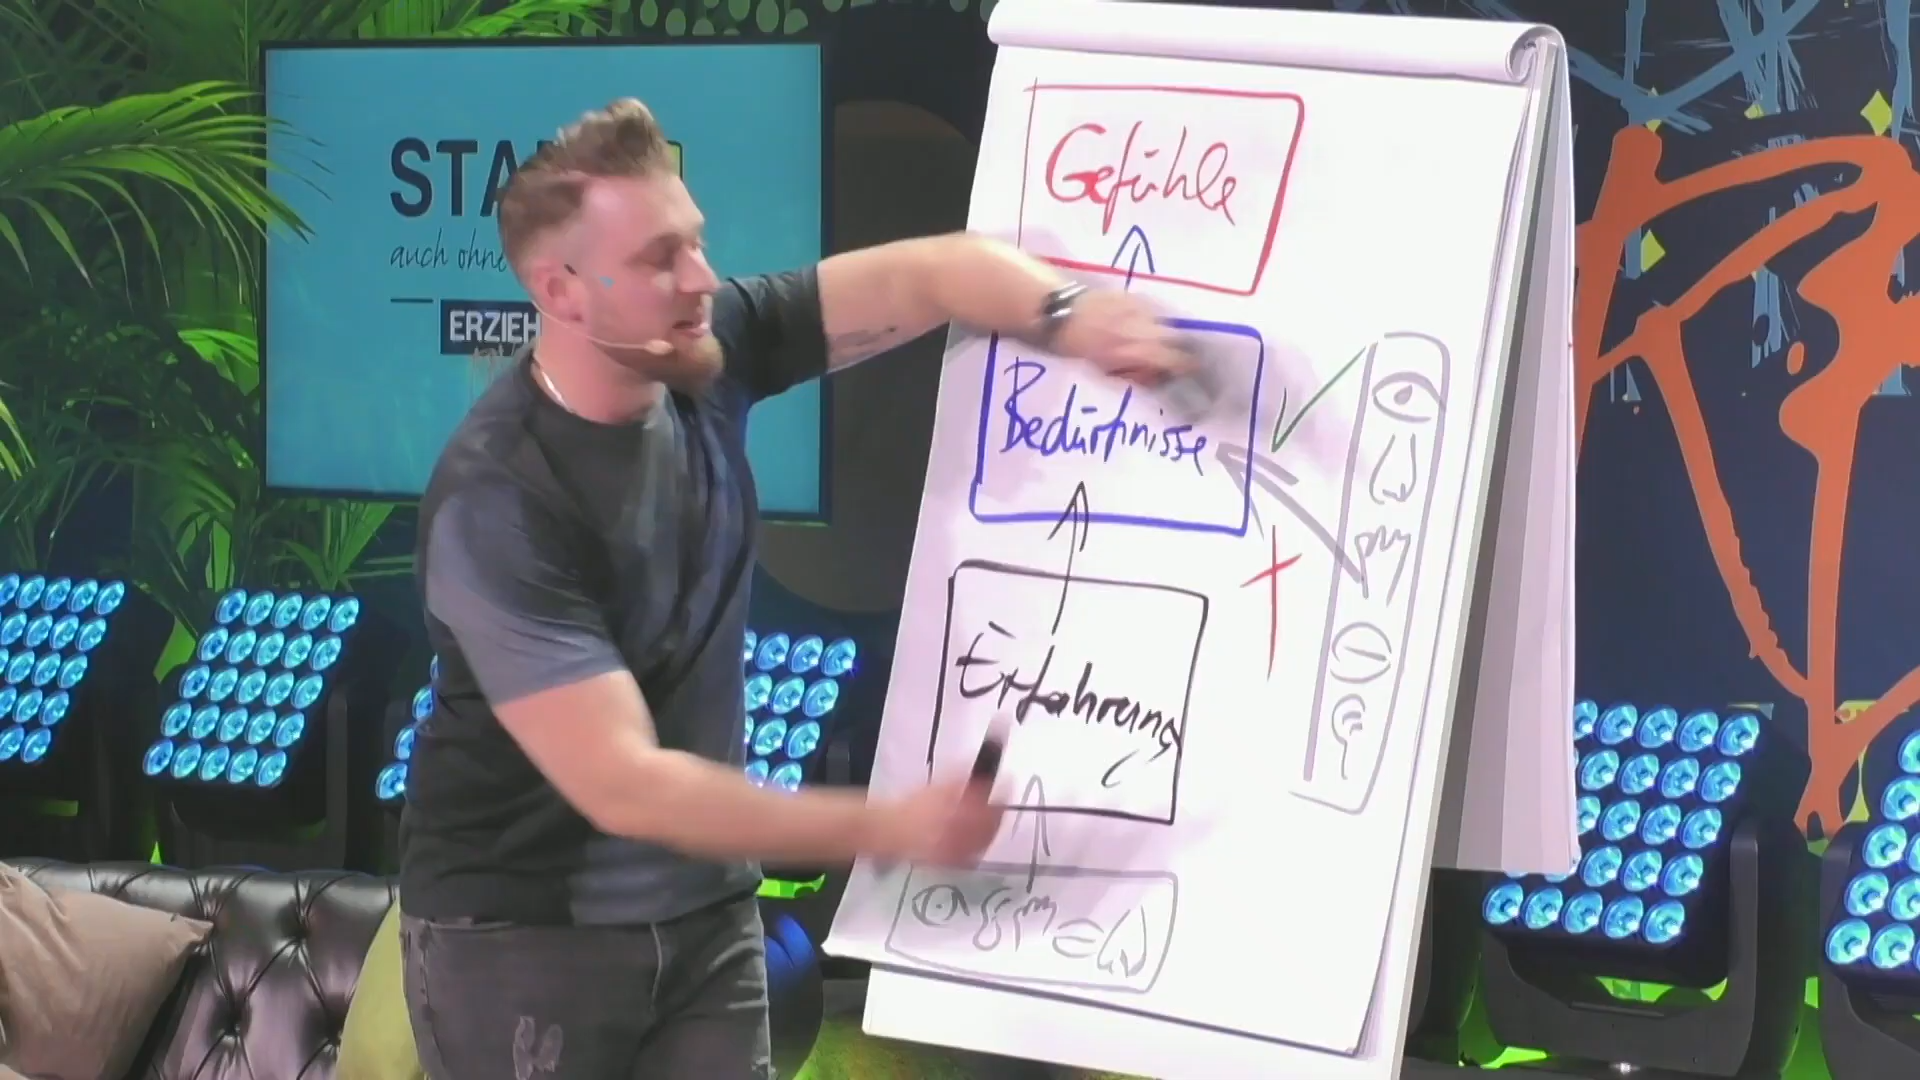 STA
auch ohne
ERZIEH
Gefühle
Bedürfnisse
Erfahrung